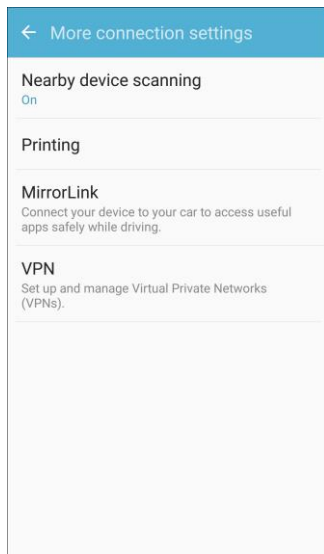 More connection settings
Nearby device scanning
On
Printing
MirrorLink
Connect your device to your car to access useful
apps safely while driving.
VPN
Set up and manage Virtual Private Networks
(VPNs).